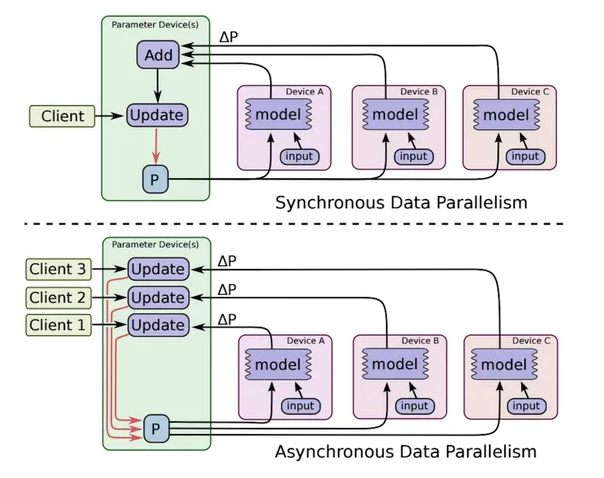 Parameter Device(s)
ΔP
Add
Client
Update
P
Device A
model
input
Device B
model
input
Device C
model
input
Synchronous Data Parallelism
Parameter Device(s)
Client 3
Update
ΔP
Client 2
Update
ΔP
Client 1
Update
ΔP
P
Device A
model
input
Device B
model
input
Device C
model
input
Asynchronous Data Parallelism